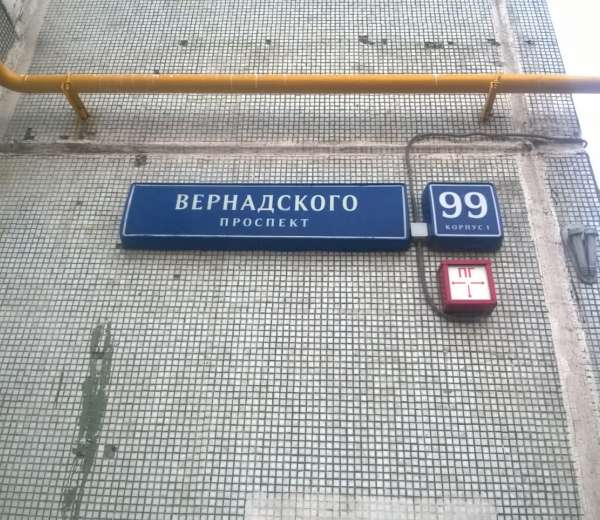 ВЕРНАДСКОГО
ПРОСПЕКТ
99
КОРПУС 1
ПГ